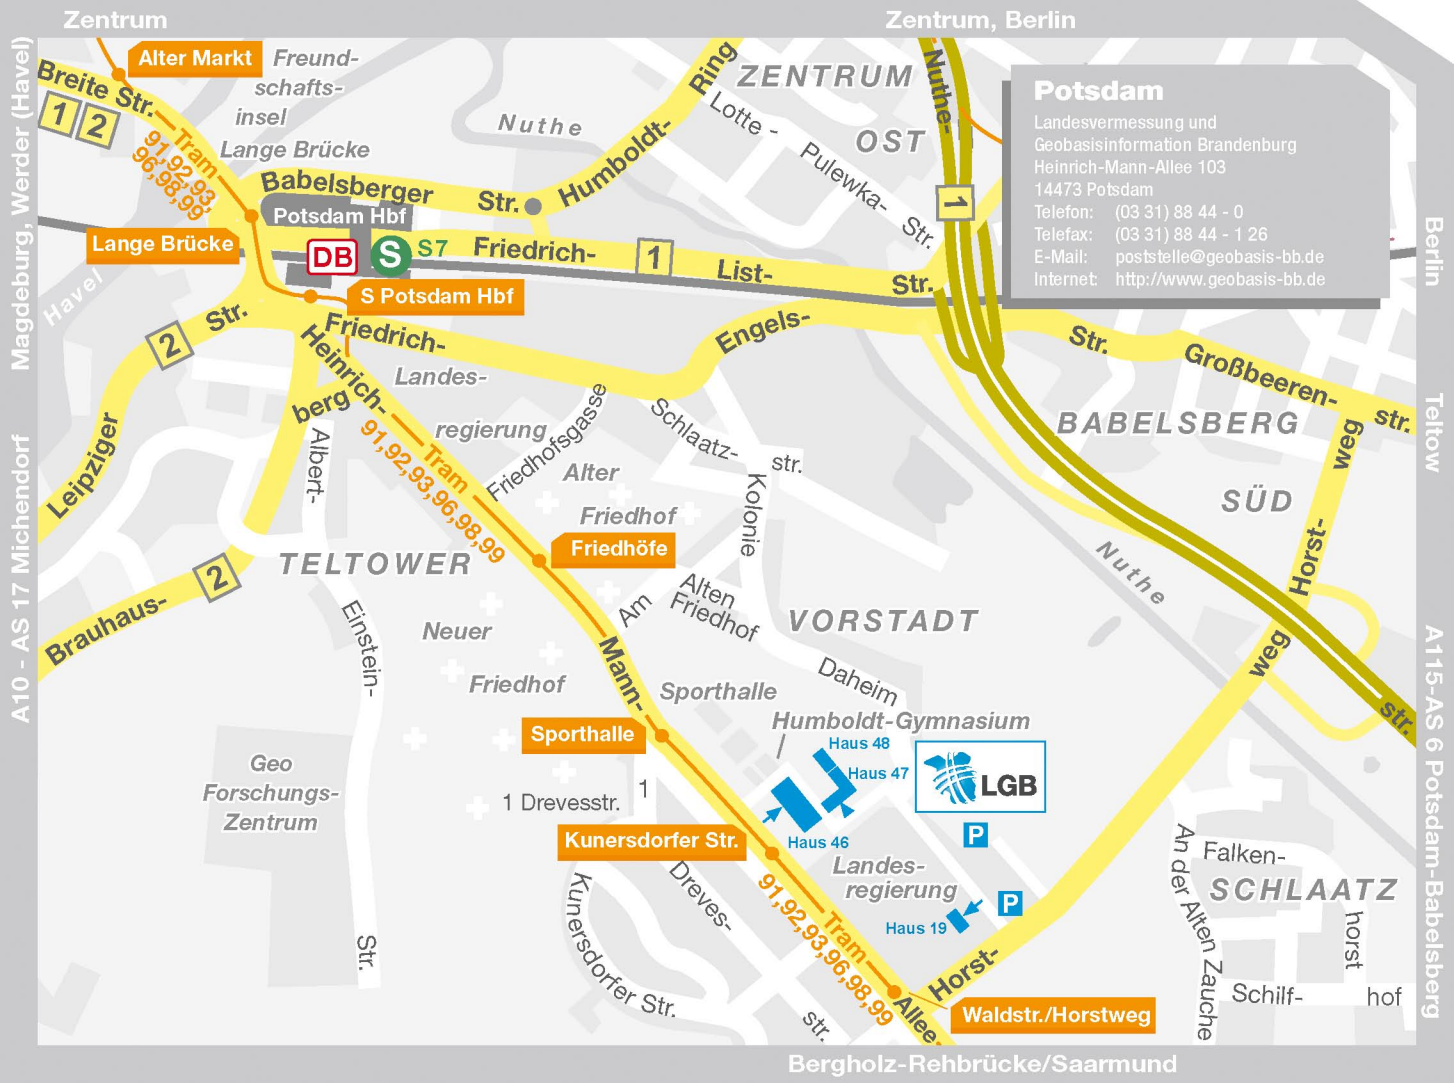 Zentrum
Zentrum, Berlin
Magdeburg, Werder (Havel)
A10 - AS 17 Michendorf
Berlin
Teltow
A115-AS 6 Potsdam-Babelsberg
Bergholz-Rehbrücke/Saarmund
Potsdam
Landesvermessung und
Geobasisinformation Brandenburg
Heinrich-Mann-Allee 103
14473 Potsdam
Telefon: (03 31) 88 44 - 0
Telefax: (03 31) 88 44 - 1 26
E-Mail: poststelle@geobasis-bb.de
Internet: http://www.geobasis-bb.de
Alter Markt
Freund-
schafts-
insel
Breite Str.
1
2
Tram
91,92,93,
96,98,99
Lange Brücke
Nuthe
Humboldt-
Ring
ZENTRUM
OST
Lotte -
Pulewka-
Str.
Nuthe-
1
Babelsberger
Str.
Potsdam Hbf
Lange Brücke
DB
S
S7
Friedrich-
1
List-
Str.
S Potsdam Hbf
Havel
2
Str.
Leipziger
Friedrich-
Engels-
Str.
Großbeeren-
str.
Heinrich-
berg
Landes-
regierung
Friedhofsgasse
Schlaatz-
str.
BABELSBERG
SÜD
Horst-
weg
Albert-
Tram
91,92,93,96,98,99
Alter
Friedhof
Kolonie
Friedhöfe
TELTOWER
VORSTADT
2
Brauhaus-
Am
Alten
Friedhof
Nuthe
Einstein-
Neuer
Friedhof
Mann-
Daheim
weg
str.
Sporthalle
Humboldt-Gymnasium
Sporthalle
Haus 48
Haus 47
LGB
Geo
Forschungs-
Zentrum
1 Drevesstr.
1
Kunersdorfer Str.
Haus 46
P
Landes-
regierung
P
Haus 19
An der Alten Zauche
Falken-
SCHLAATZ
horst
Schilf-
hof
Kunersdorfer Str.
Dreves-
str.
91,92,93,96,98,99
Tram
Str.
Horst-
Allee
Waldstr./Horstweg